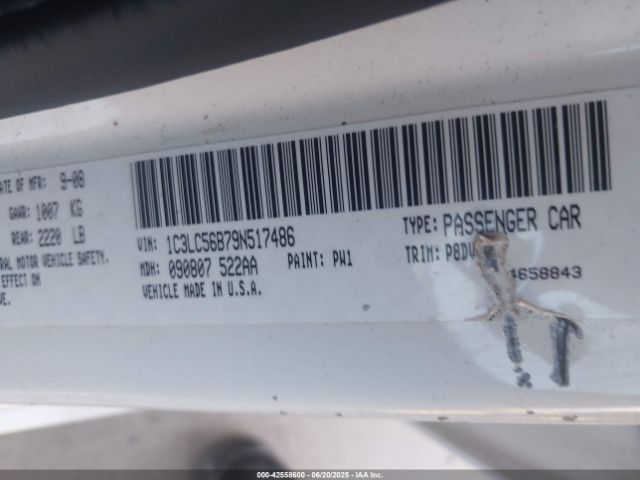 ATE OF MFR: 9-08
GAWR: 1007 KG
REAR: 2220 LB
RAL MOTOR VEHICLE SAFETY.
EFFECT ON
VE.
VIN: 1C3LC56B79N517486
TYPE: PASSENGER CAR
MDH: 090807 522AA
PAINT: PW1
TRIM: P8DV
VEHICLE MADE IN U.S.A.
4658843
000-42558600 - 06/20/2025 - IAA Inc.